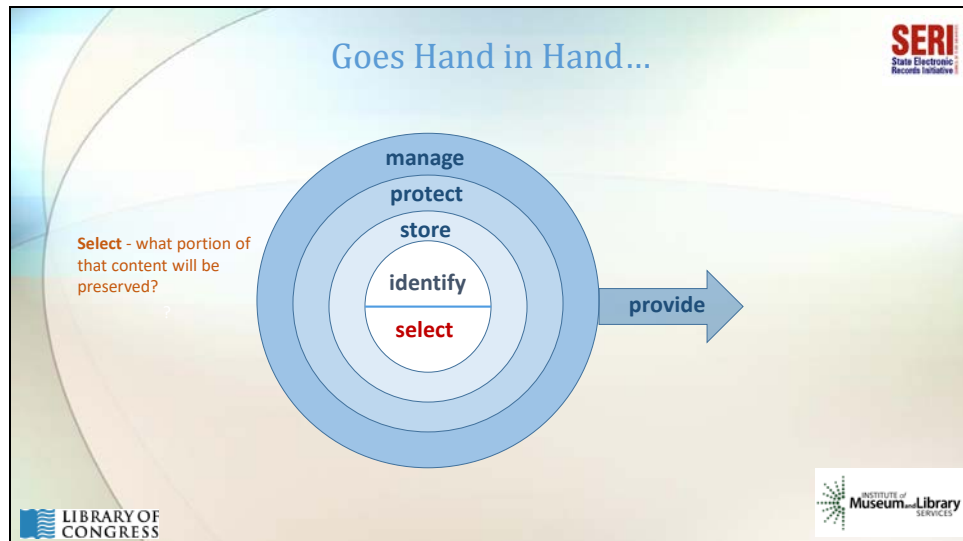 Goes Hand in Hand…
SERI
State Electronic
Records Initiative
manage
protect
store
identify
select
Select - what portion of
that content will be
preserved?
?
provide
LIBRARY OF
CONGRESS
INSTITUTE of
Museum and Library
SERVICES